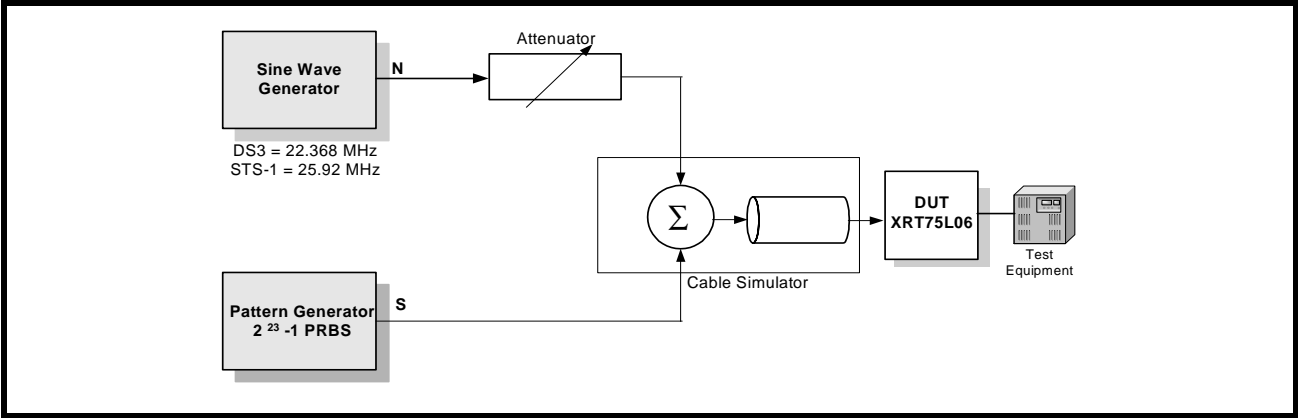 Sine Wave
Generator
N
Attenuator
DS3 = 22.368 MHz
STS-1 = 25.92 MHz
Σ
DUT
XRT75L06
Test
Equipment
Cable Simulator
Pattern Generator
2 ²³ -1 PRBS
S